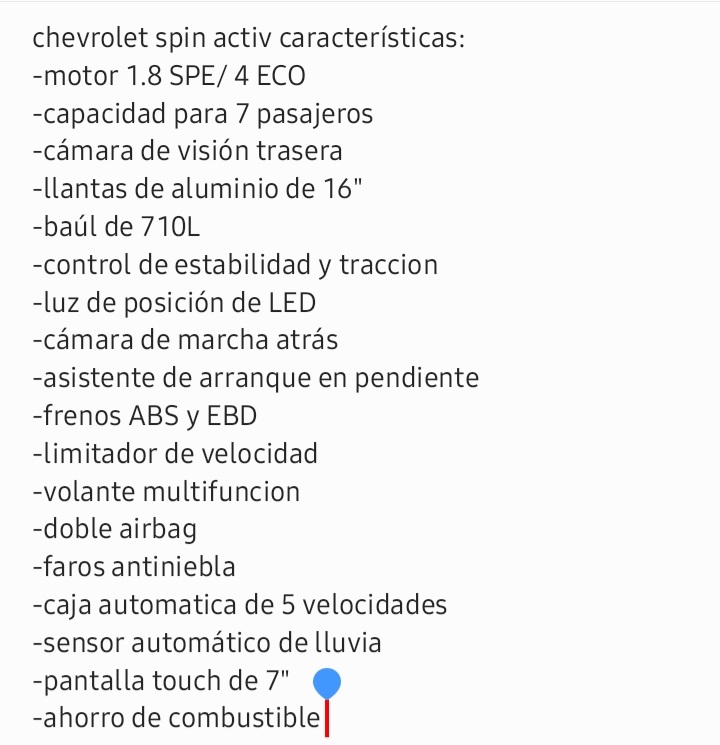 chevrolet spin activ características:
-motor 1.8 SPE/ 4 ECO
-capacidad para 7 pasajeros
-cámara de visión trasera
-llantas de aluminio de 16"
-baúl de 710L
-control de estabilidad y traccion
-luz de posición de LED
-cámara de marcha atrás
-asistente de arranque en pendiente
-frenos ABS y EBD
-limitador de velocidad
-volante multifuncion
-doble airbag
-faros antiniebla
-caja automatica de 5 velocidades
-sensor automático de lluvia
-pantalla touch de 7"
-ahorro de combustible